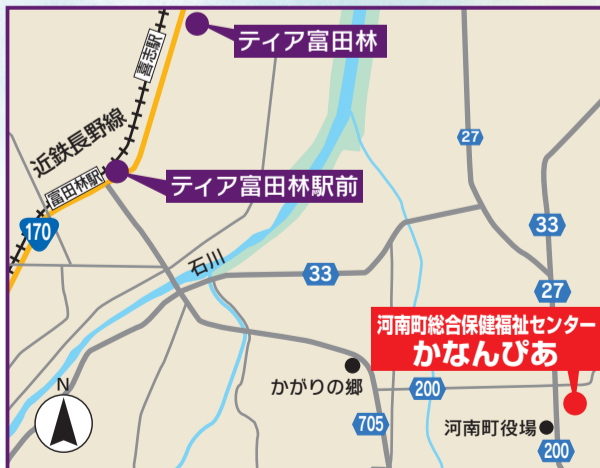 ティア富田林
喜志駅
近鉄長野線
27
富田林駅
ティア富田林駅前
170
33
石川
33
27
河南町総合保健福祉センター
かなんぴあ
N
かがりの郷
200
705
河南町役場
200